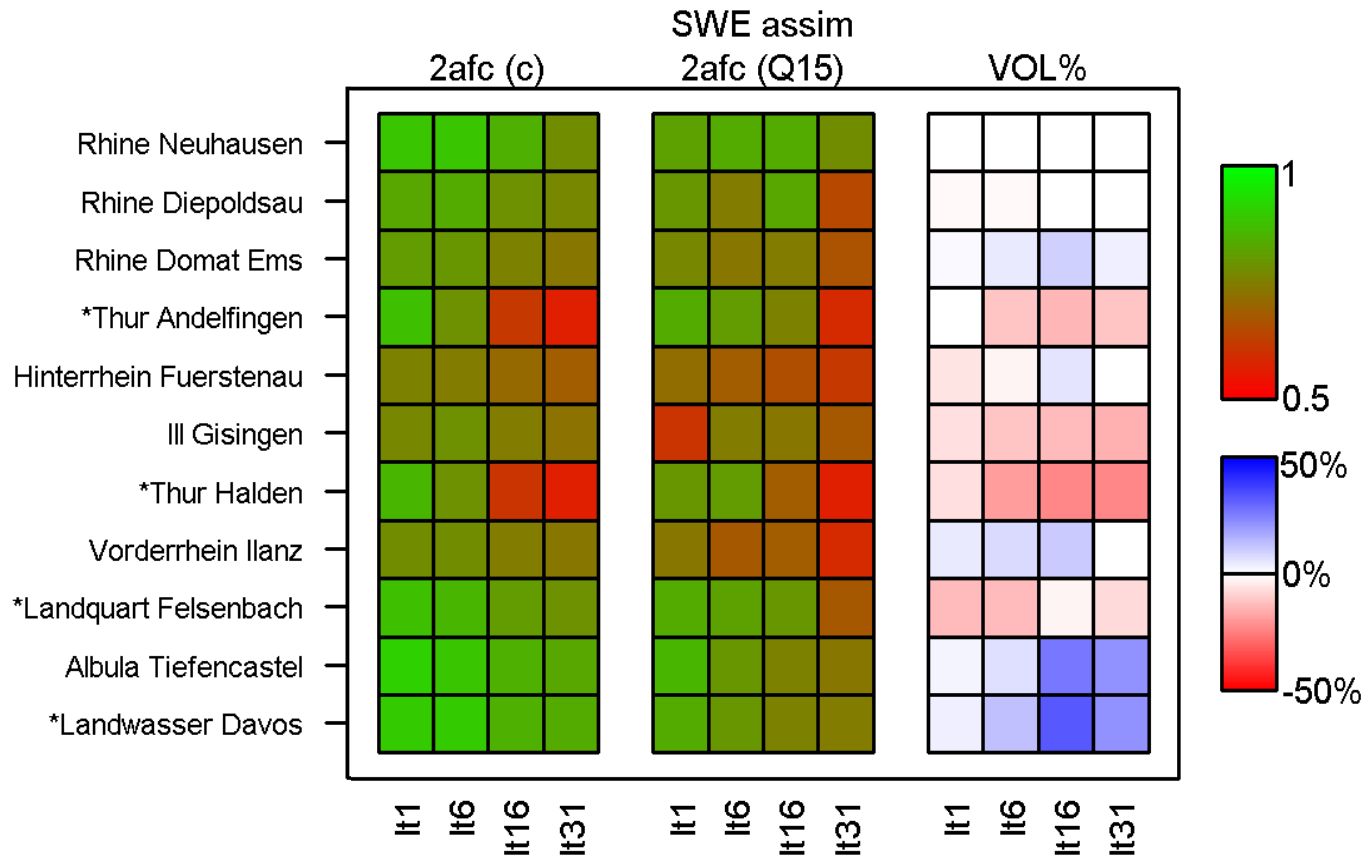 SWE assim
2afc (c) 2afc (Q15) VOL%
Rhine Neuhausen
Rhine Diepoldsau
Rhine Domat Ems
*Thur Andelfingen
Hinterrhein Fuerstenau
Ill Gisingen
*Thur Halden
Vorderrhein Ilanz
*Landquart Felsenbach
Albula Tiefencastel
*Landwasser Davos
1
0.5
50%
0%
-50%
lt1 lt6 lt16 lt31 lt1 lt6 lt16 lt31 lt1 lt6 lt16 lt31